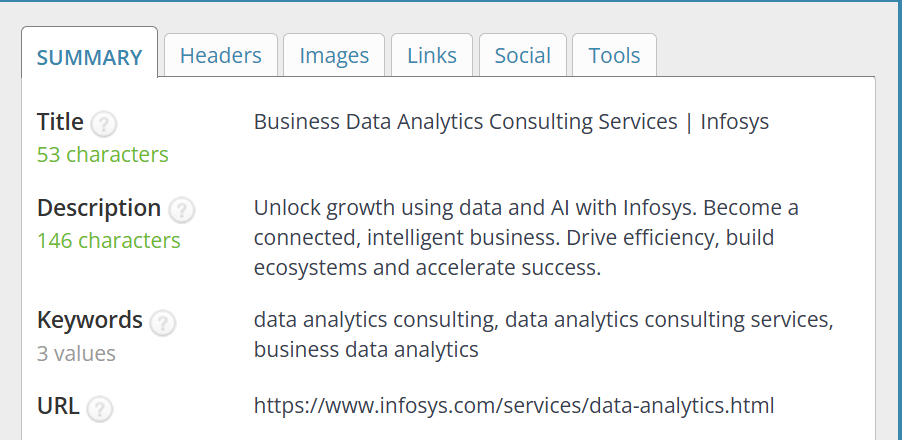 SUMMARY Headers Images Links Social Tools
Title ? Business Data Analytics Consulting Services | Infosys
53 characters
Description ? Unlock growth using data and AI with Infosys. Become a
146 characters connected, intelligent business. Drive efficiency, build
ecosystems and accelerate success.
Keywords ? data analytics consulting, data analytics consulting services,
3 values business data analytics
URL ? https://www.infosys.com/services/data-analytics.html